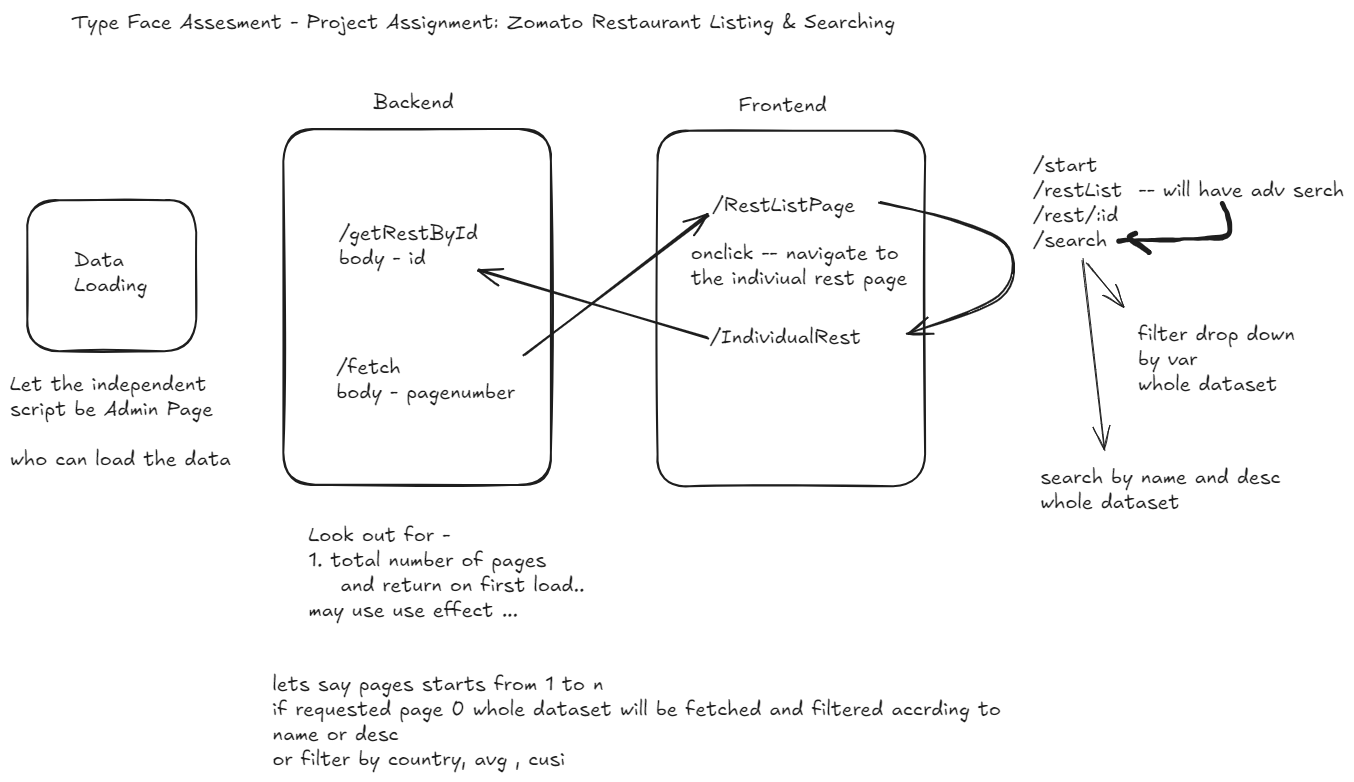 Type Face Assesment - Project Assignment: Zomato Restaurant Listing & Searching
Backend
Frontend
Data
Loading
Let the independent
script be Admin Page
who can load the data
/getRestById
body - id
/fetch
body - pagenumber
/RestListPage
onclick -- navigate to
the indiviual rest page
/IndividualRest
/start
/restList -- will have adv serch
/rest/:id
/search
filter drop down
by var
whole dataset
search by name and desc
whole dataset
Look out for -
1. total number of pages
and return on first load..
may use use effect ...
lets say pages starts from 1 to n
if requested page 0 whole dataset will be fetched and filtered accrding to
name or desc
or filter by country, avg , cusi